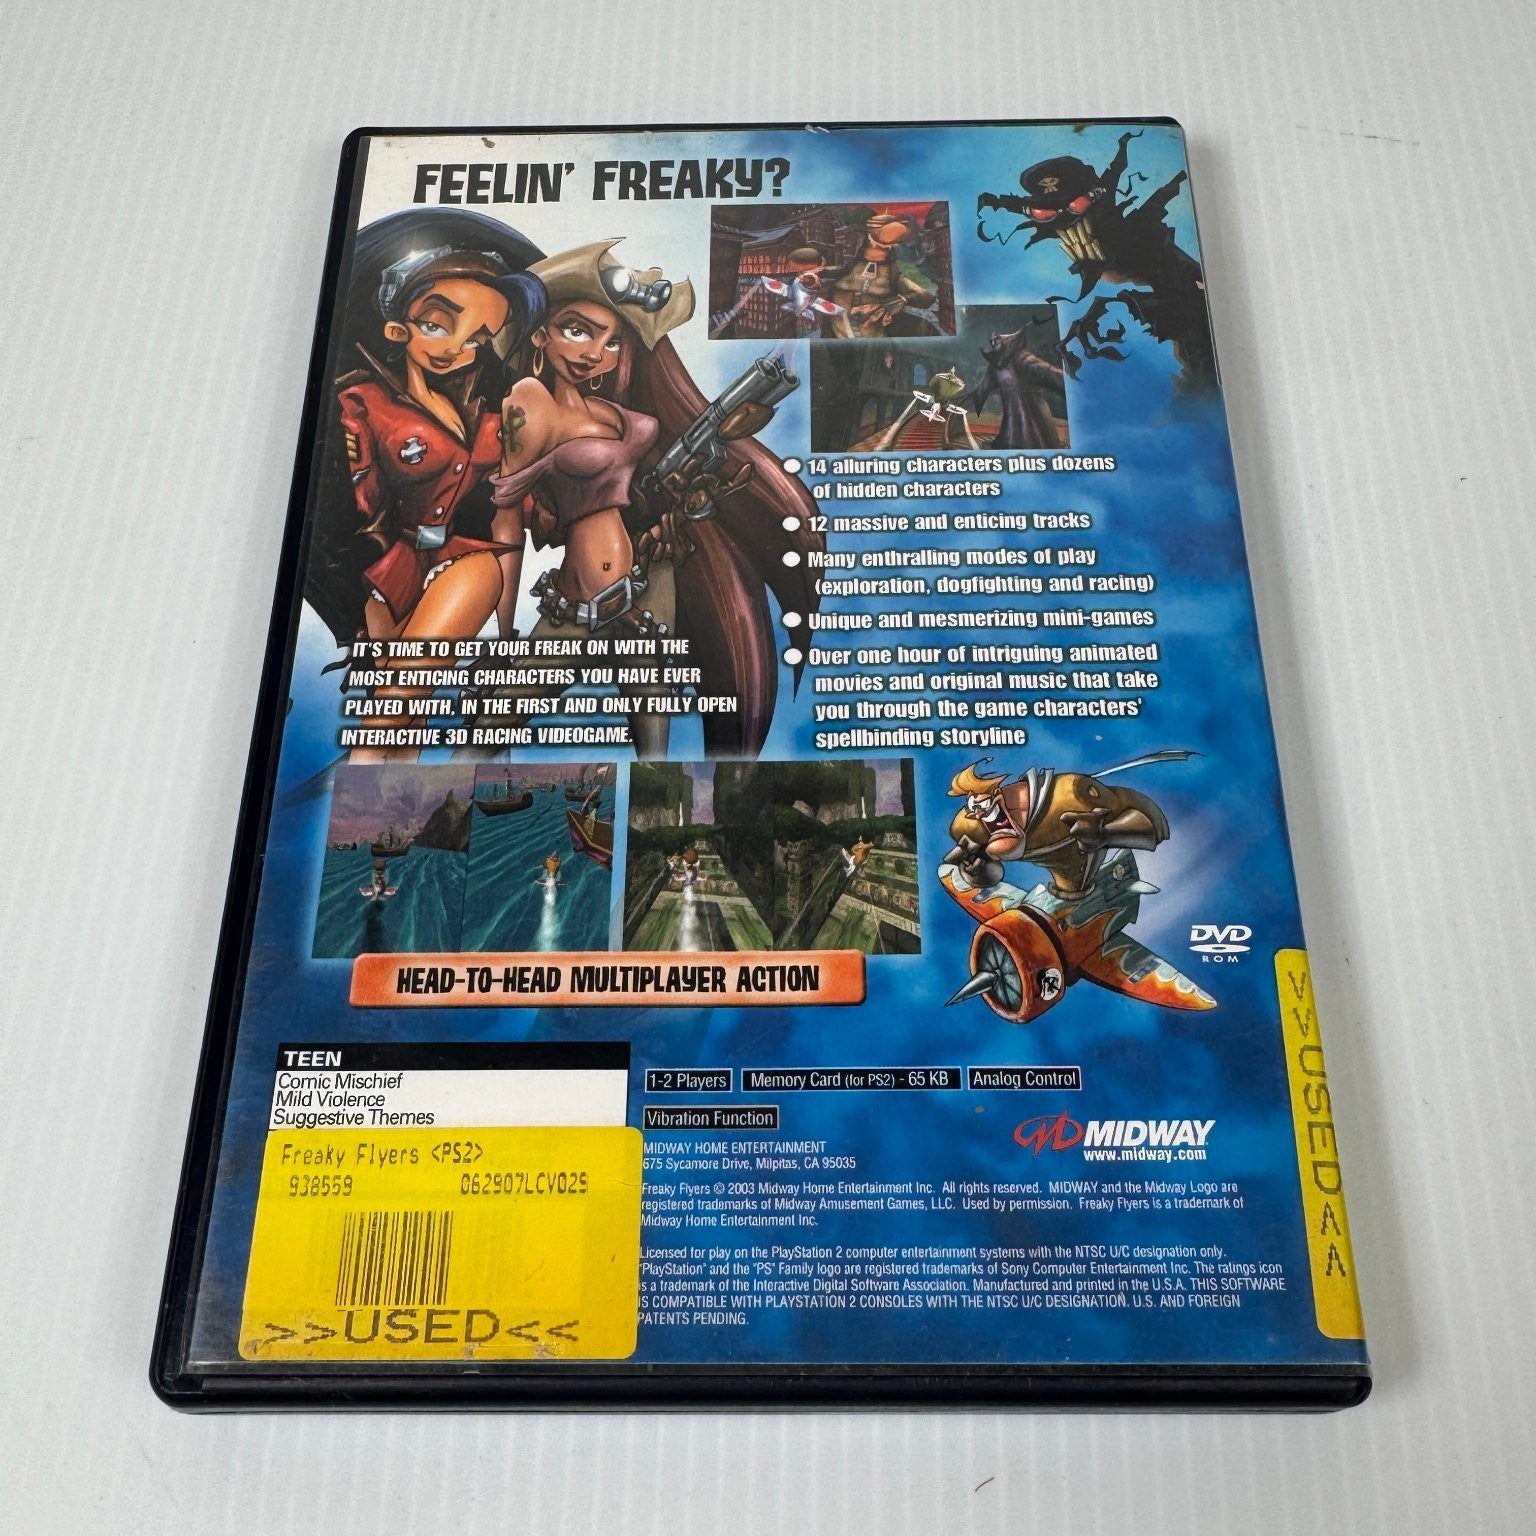 FEELIN' FREAKY?
14 alluring characters plus dozens
of hidden characters
12 massive and enticing tracks
Many enthralling modes of play
(exploration, dogfighting and racing)
Unique and mesmerizing mini-games
Over one hour of intriguing animated
movies and original music that take
you through the game characters'
spellbinding storyline
IT'S TIME TO GET YOUR FREAK ON WITH THE
MOST ENTICING CHARACTERS YOU HAVE EVER
PLAYED WITH, IN THE FIRST AND ONLY FULLY OPEN
INTERACTIVE 3D RACING VIDEOGAME.
HEAD-TO-HEAD MULTIPLAYER ACTION
DVD
ROM
>>USED<<
TEEN
Comic Mischief
Mild Violence
Suggestive Themes
Freaky Flyers <PS2>
938559 062907LCV029
>>USED<<
1-2 Players Memory Card (for PS2) - 65 KB Analog Control
Vibration Function
MIDWAY
www.midway.com
MIDWAY HOME ENTERTAINMENT
675 Sycamore Drive, Milpitas, CA 95035
Freaky Flyers © 2003 Midway Home Entertainment Inc. All rights reserved. MIDWAY and the Midway Logo are
registered trademarks of Midway Amusement Games, LLC. Used by permission. Freaky Flyers is a trademark of
Midway Home Entertainment Inc.
Licensed for play on the PlayStation 2 computer entertainment systems with the NTSC U/C designation only.
"PlayStation" and the "PS" Family logo are registered trademarks of Sony Computer Entertainment Inc. The ratings icon
is a trademark of the Interactive Digital Software Association. Manufactured and printed in the U.S.A. THIS SOFTWARE
IS COMPATIBLE WITH PLAYSTATION 2 CONSOLES WITH THE NTSC U/C DESIGNATION. U.S. AND FOREIGN
PATENTS PENDING.